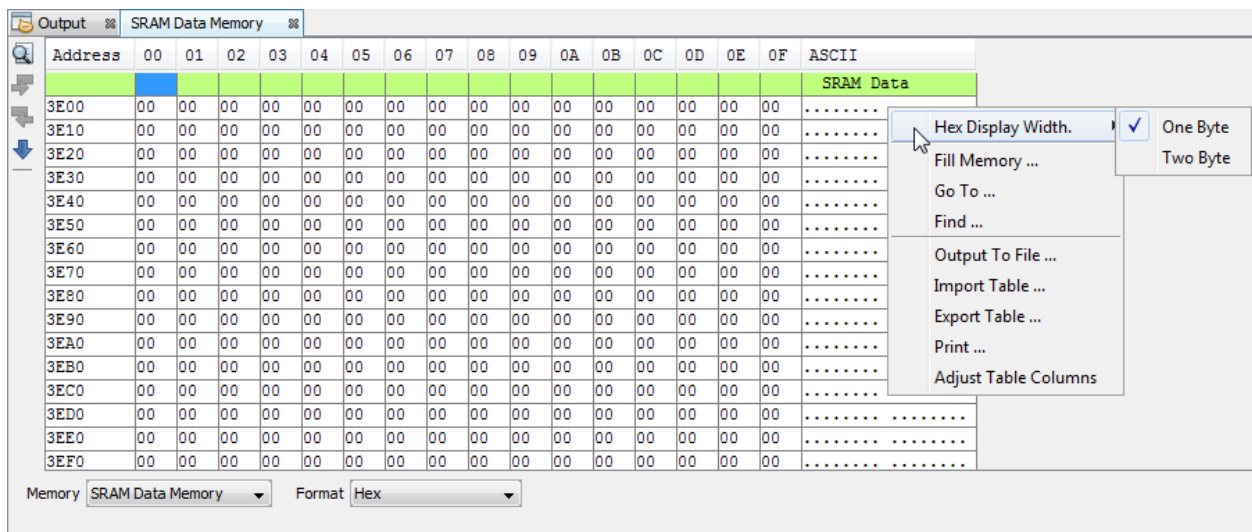 Output SRAM Data Memory
Address 00 01 02 03 04 05 06 07 08 09 0A 0B 0C 0D 0E 0F ASCII
SRAM Data
3E00 00 00 00 00 00 00 00 00 00 00 00 00 00 00 00 00 ........
3E10 00 00 00 00 00 00 00 00 00 00 00 00 00 00 00 00 ........
3E20 00 00 00 00 00 00 00 00 00 00 00 00 00 00 00 00 ........
3E30 00 00 00 00 00 00 00 00 00 00 00 00 00 00 00 00 ........
3E40 00 00 00 00 00 00 00 00 00 00 00 00 00 00 00 00 ........
3E50 00 00 00 00 00 00 00 00 00 00 00 00 00 00 00 00 ........
3E60 00 00 00 00 00 00 00 00 00 00 00 00 00 00 00 00 ........
3E70 00 00 00 00 00 00 00 00 00 00 00 00 00 00 00 00 ........
3E80 00 00 00 00 00 00 00 00 00 00 00 00 00 00 00 00 ........
3E90 00 00 00 00 00 00 00 00 00 00 00 00 00 00 00 00 ........
3EA0 00 00 00 00 00 00 00 00 00 00 00 00 00 00 00 00 ........
3EB0 00 00 00 00 00 00 00 00 00 00 00 00 00 00 00 00 ........
3EC0 00 00 00 00 00 00 00 00 00 00 00 00 00 00 00 00 ........
3ED0 00 00 00 00 00 00 00 00 00 00 00 00 00 00 00 00 ........ ........
3EE0 00 00 00 00 00 00 00 00 00 00 00 00 00 00 00 00 ........ ........
3EF0 00 00 00 00 00 00 00 00 00 00 00 00 00 00 00 00 ........ ........
Hex Display Width.
Fill Memory ...
Go To ...
Find ...
Output To File ...
Import Table ...
Export Table ...
Print ...
Adjust Table Columns
One Byte
Two Byte
Memory SRAM Data Memory Format Hex